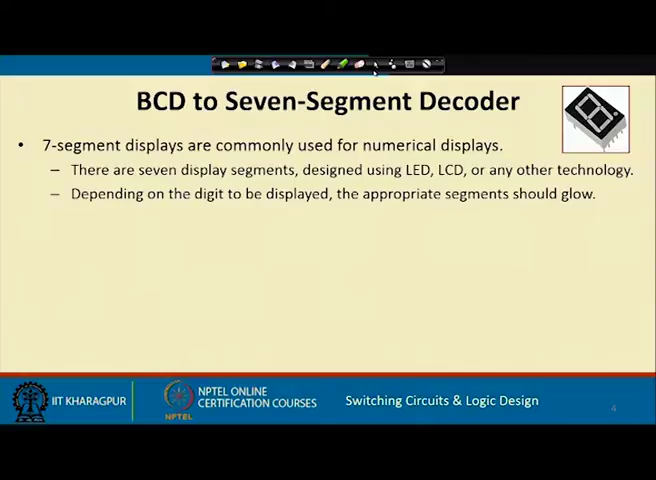 BCD to Seven-Segment Decoder
• 7-segment displays are commonly used for numerical displays.
– There are seven display segments, designed using LED, LCD, or any other technology.
– Depending on the digit to be displayed, the appropriate segments should glow.
IIT KHARAGPUR
NPTEL
NPTEL ONLINE
CERTIFICATION COURSES
Switching Circuits & Logic Design
4